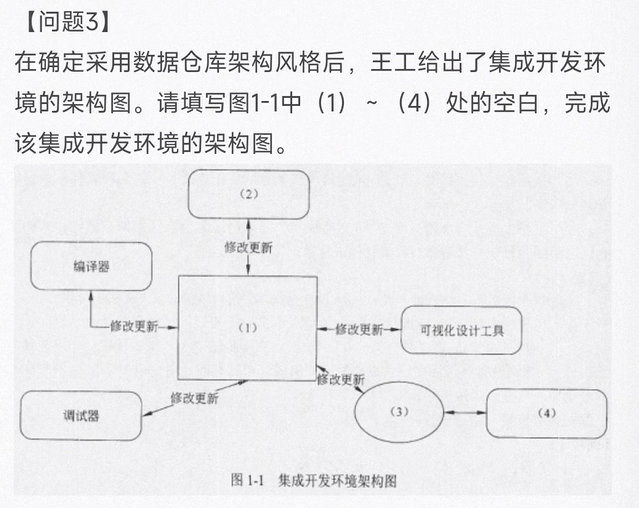 【问题3】
在确定采用数据仓库架构风格后，王工给出了集成开发环
境的架构图。请填写图1-1中（1）~（4）处的空白，完成
该集成开发环境的架构图。
（2）
修改更新
编译器
修改更新
（1）
修改更新
可视化设计工具
修改更新
修改更新
调试器
（3）
（4）
图 1-1 集成开发环境架构图